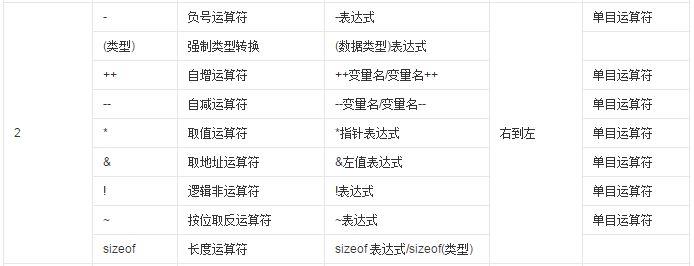 - 负号运算符 -表达式 单目运算符
(类型) 强制类型转换 (数据类型)表达式
++ 自增运算符 ++变量名/变量名++ 单目运算符
-- 自减运算符 --变量名/变量名-- 单目运算符
2 * 取值运算符 *指针表达式 右到左 单目运算符
& 取地址运算符 &左值表达式 单目运算符
! 逻辑非运算符 !表达式 单目运算符
~ 按位取反运算符 ~表达式 单目运算符
sizeof 长度运算符 sizeof 表达式/sizeof(类型)